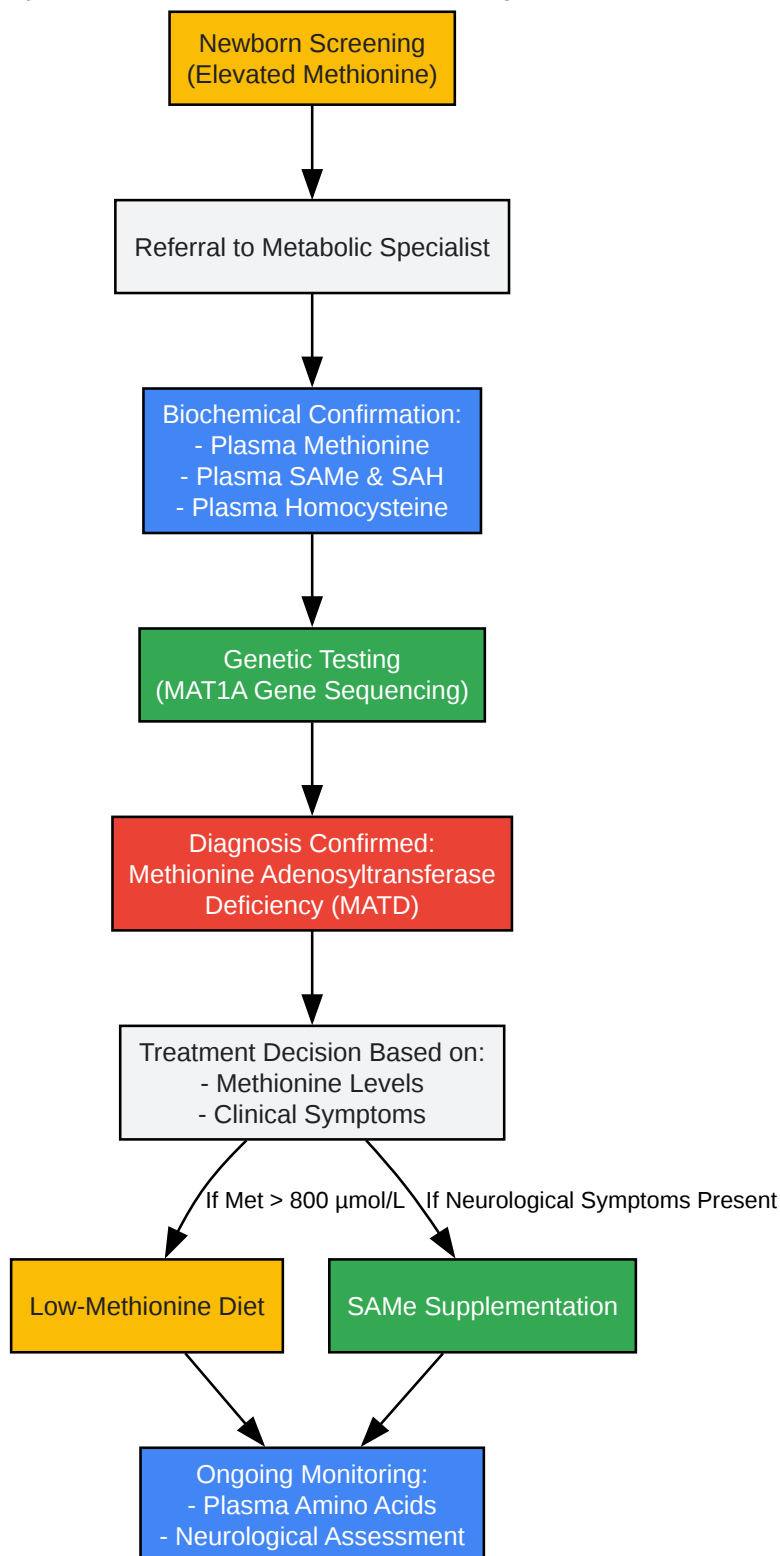 Newborn Screening
(Elevated Methionine)
Referral to Metabolic Specialist
Biochemical Confirmation:
- Plasma Methionine
- Plasma SAMe & SAH
- Plasma Homocysteine
Genetic Testing
(MAT1A Gene Sequencing)
Diagnosis Confirmed:
Methionine Adenosyltransferase
Deficiency (MATD)
Treatment Decision Based on:
- Methionine Levels
- Clinical Symptoms
If Met > 800 µmol/L
If Neurological Symptoms Present
Low-Methionine Diet
SAMe Supplementation
Ongoing Monitoring:
- Plasma Amino Acids
- Neurological Assessment